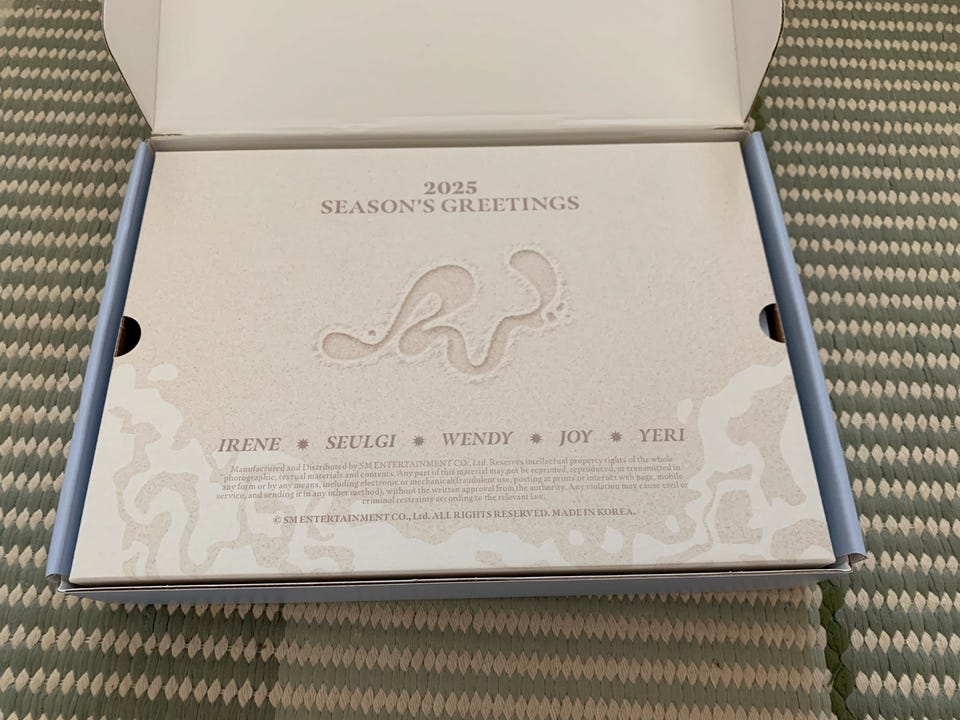 2025
SEASON'S GREETINGS
RV
IRENE ✹ SEULGI ✹ WENDY ✹ JOY ✹ YERI
Manufactured and Distributed by SM ENTERTAINMENT CO., Ltd. Reserves intellectual property rights of the whole
phorographic, textual materials and contents. Any part of this material may not be reprinted, reproduced, or transmitted in
any form or by any means, including electronic or mechanical(fraudulent use, posting at prints or internet web page, mobile
service, and sending it in any other method), without the written approval from the authority. Any violation may cause civil or
criminal restraints according to the relevant law.
© SM ENTERTAINMENT CO., Ltd. ALL RIGHTS RESERVED. MADE IN KOREA.